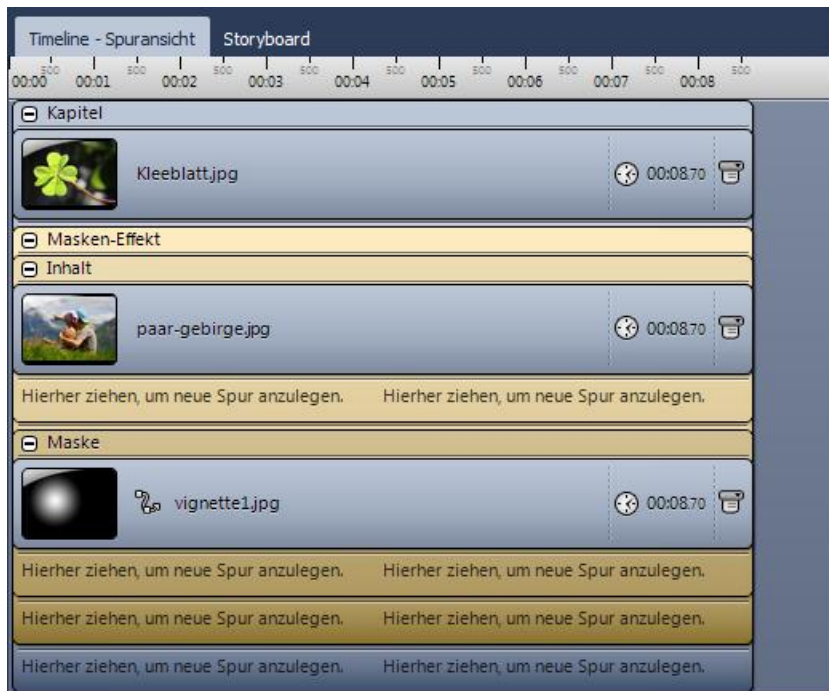 Timeline - Spuransicht Storyboard
500 500 500 500 500 500 500 500 500
00:00 00:01 00:02 00:03 00:04 00:05 00:06 00:07 00:08
Kapitel
Kleeblatt.jpg 00:08.70
Masken-Effekt
Inhalt
paar-gebirge.jpg 00:08.70
Hierher ziehen, um neue Spur anzulegen. Hierher ziehen, um neue Spur anzulegen.
Maske
vignette1.jpg 00:08.70
Hierher ziehen, um neue Spur anzulegen. Hierher ziehen, um neue Spur anzulegen.
Hierher ziehen, um neue Spur anzulegen. Hierher ziehen, um neue Spur anzulegen.
Hierher ziehen, um neue Spur anzulegen. Hierher ziehen, um neue Spur anzulegen.